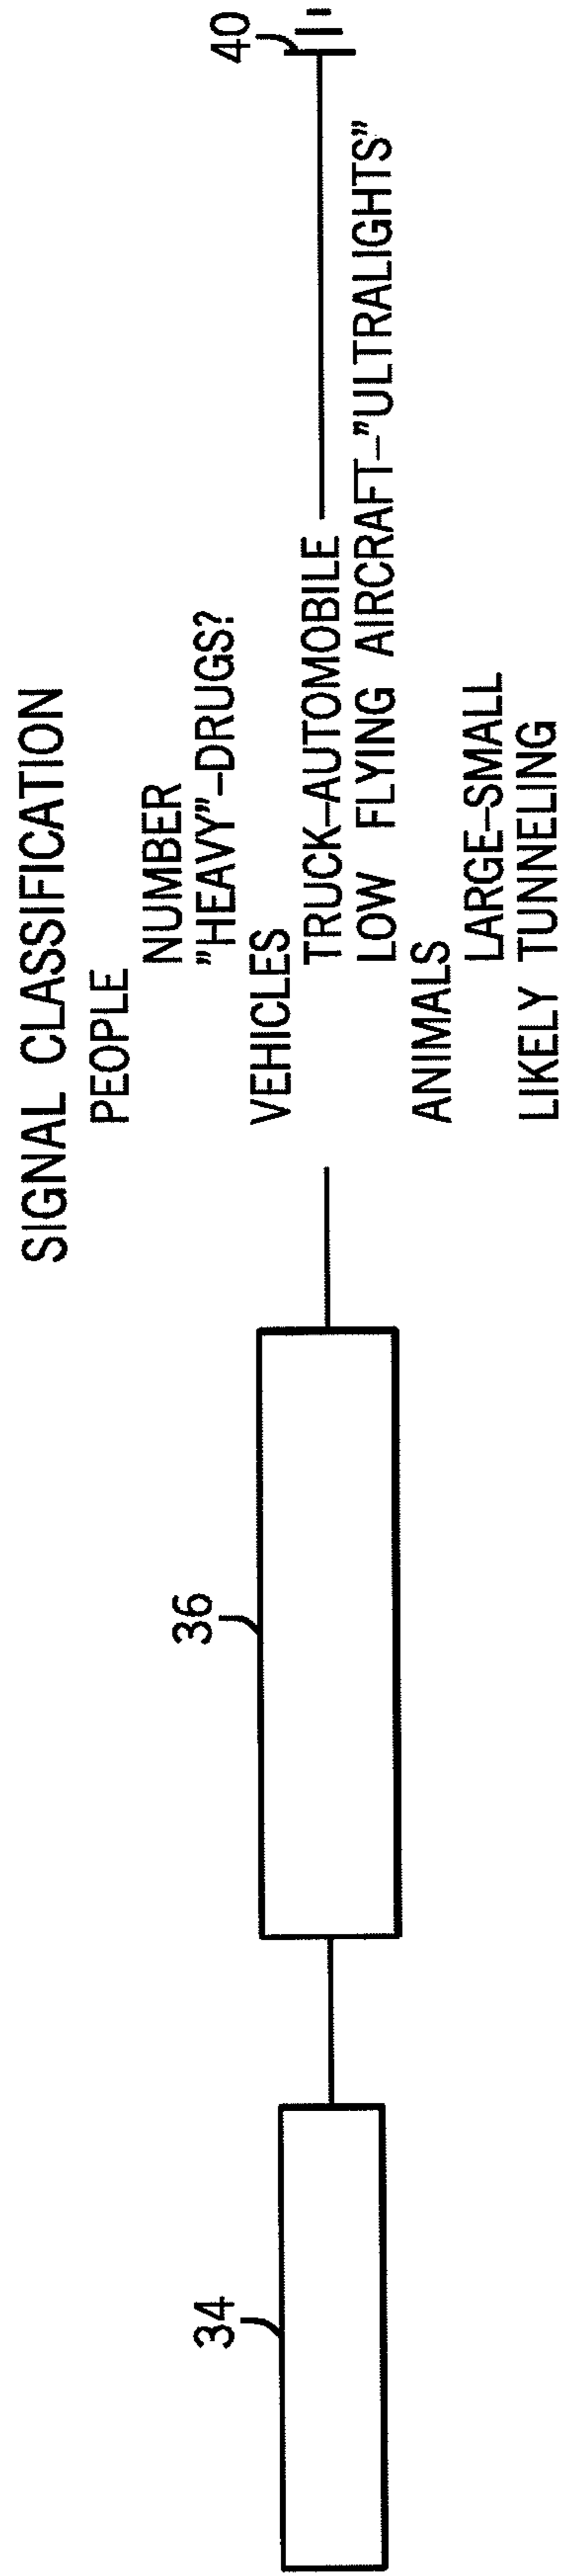 SIGNAL CLASSIFICATION
PEOPLE
NUMBER
"HEAVY"–DRUGS?
VEHICLES
TRUCK–AUTOMOBILE
LOW FLYING AIRCRAFT–"ULTRALIGHTS"
ANIMALS
LARGE–SMALL
LIKELY TUNNELING
34
36
40